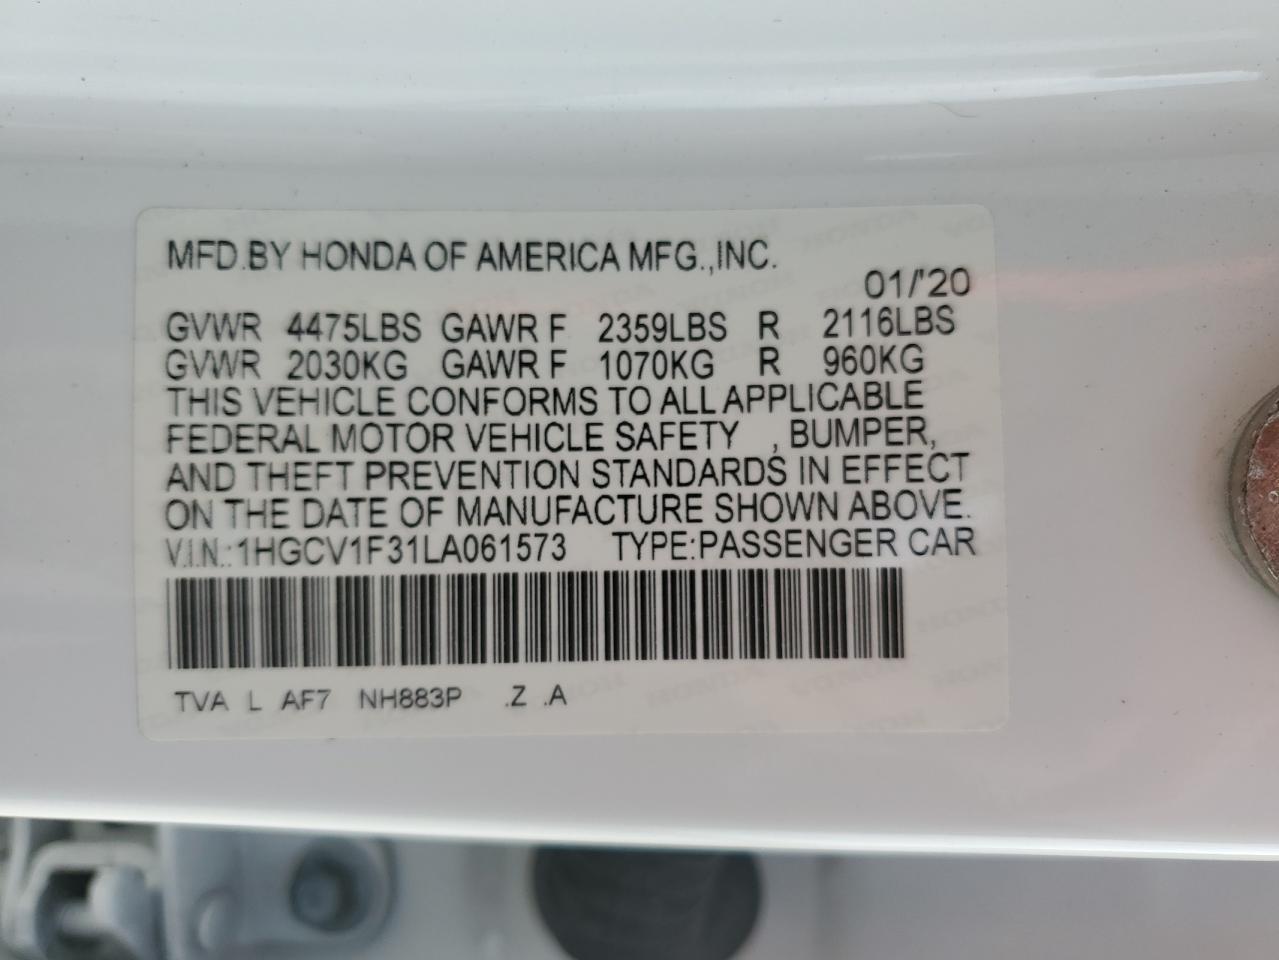 MFD.BY HONDA OF AMERICA MFG.,INC.
01/'20
GVWR 4475LBS GAWR F 2359LBS R 2116LBS
GVWR 2030KG GAWR F 1070KG R 960KG
THIS VEHICLE CONFORMS TO ALL APPLICABLE
FEDERAL MOTOR VEHICLE SAFETY , BUMPER,
AND THEFT PREVENTION STANDARDS IN EFFECT
ON THE DATE OF MANUFACTURE SHOWN ABOVE.
V.I.N.:1HGCV1F31LA061573 TYPE:PASSENGER CAR
TVA L AF7 NH883P .Z .A